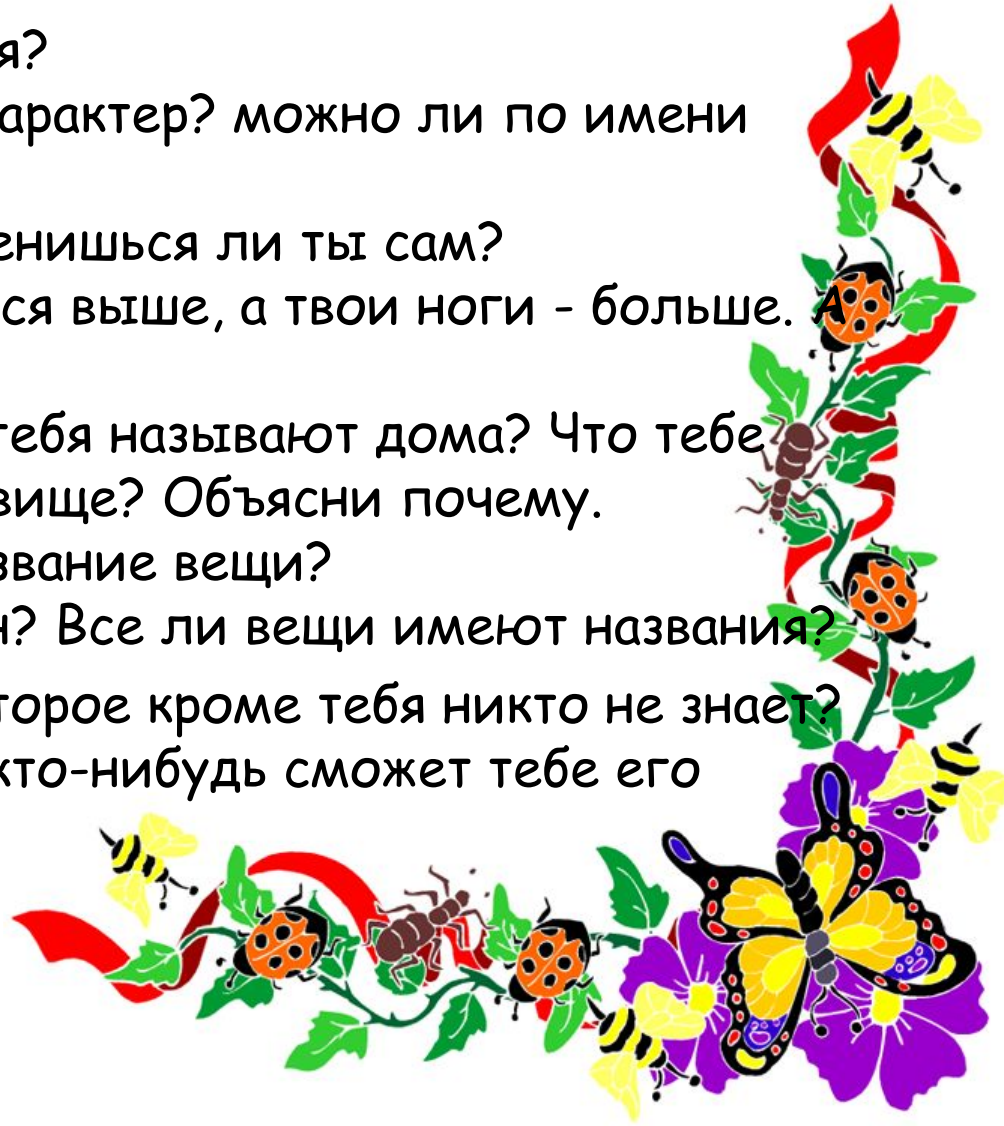 я?
арактер? можно ли по имени
енишься ли ты сам?
ся выше, а твои ноги - больше. А
тебя называют дома? Что тебе
вище? Объясни почему.
звание вещи?
н? Все ли вещи имеют названия?
торое кроме тебя никто не знает?
кто-нибудь сможет тебе его